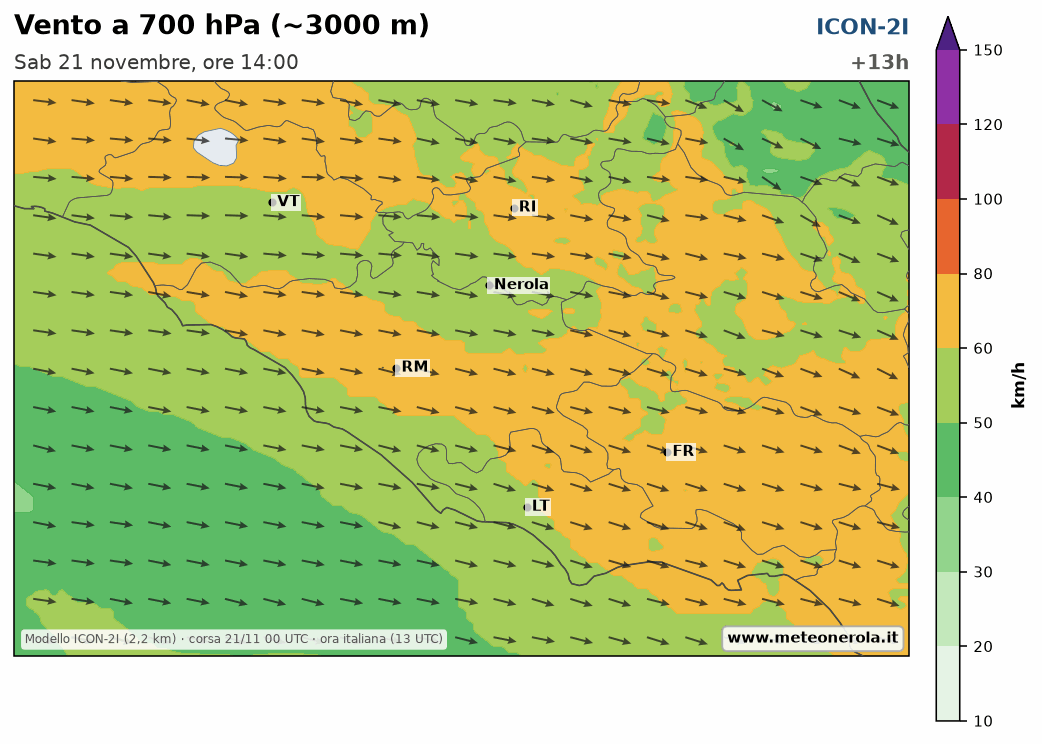 Vento a 700 hPa (~3000 m)
ICON-2I
Sab 21 novembre, ore 14:00
+13h
VT
RI
Nerola
RM
FR
LT
Modello ICON-2I (2,2 km) · corsa 21/11 00 UTC · ora italiana (13 UTC)
www.meteonerola.it
150
120
100
80
60
50
40
30
20
10
km/h